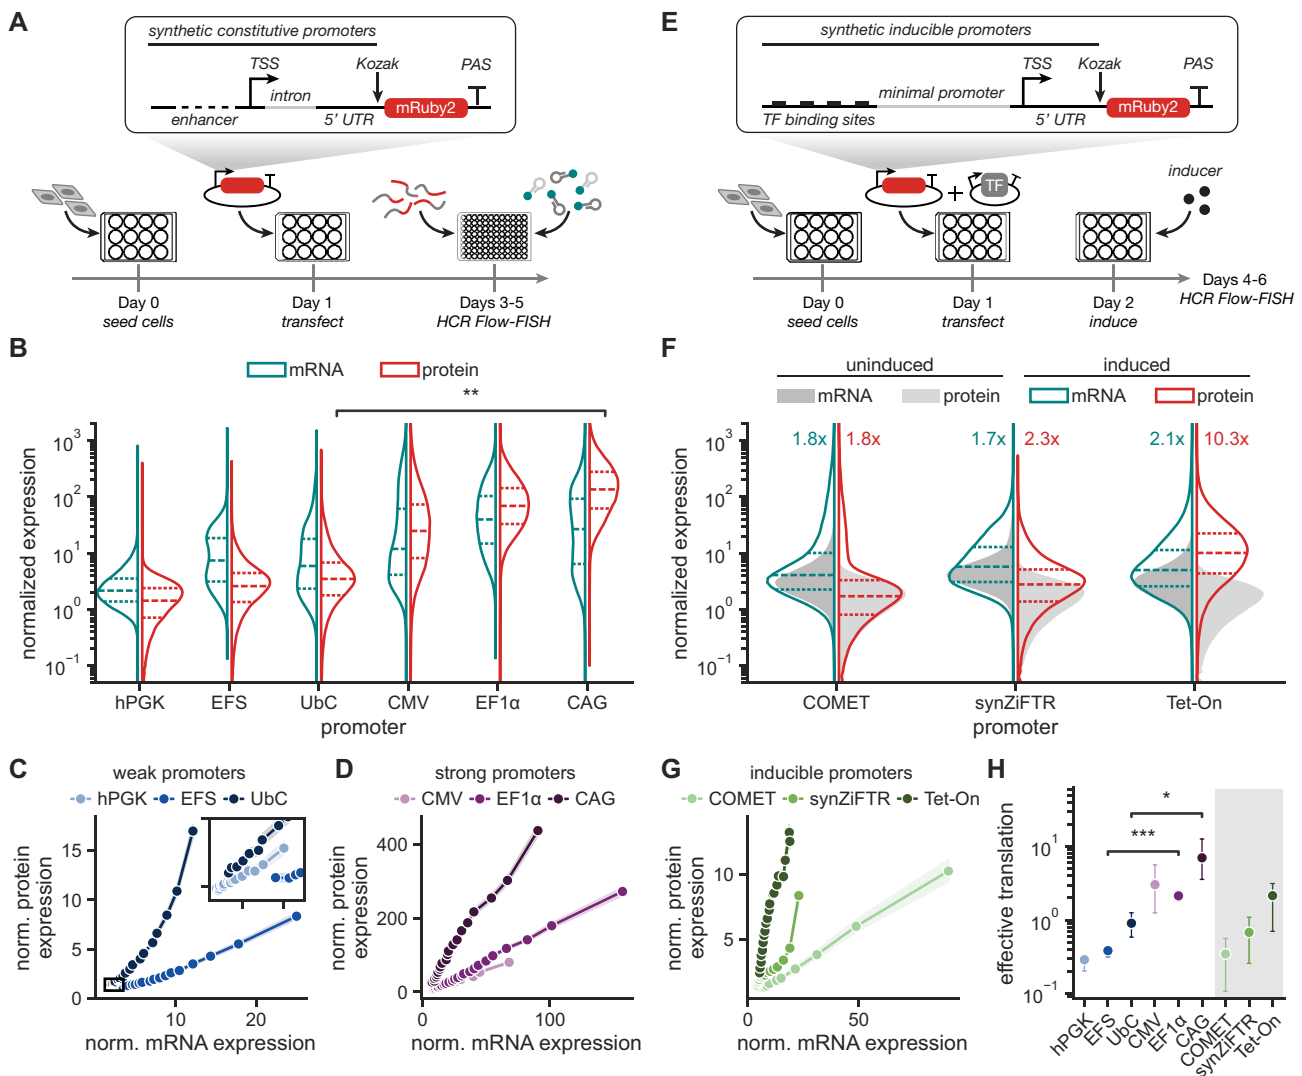 A
synthetic constitutive promoters
TSS
Kozak
PAS
intron
mRuby2
enhancer
5’ UTR
Day 0
seed cells
Day 1
transfect
Days 3-5
HCR Flow-FISH
E
synthetic inducible promoters
TSS
Kozak
PAS
minimal promoter
mRuby2
TF binding sites
5’ UTR
TF
inducer
Day 0
seed cells
Day 1
transfect
Day 2
induce
Days 4-6
HCR Flow-FISH
B
mRNA
protein
**
normalized expression
10³
10²
10¹
10⁰
10⁻¹
hPGK
EFS
UbC
CMV
EF1α
CAG
promoter
F
uninduced
induced
mRNA
protein
mRNA
protein
1.8x
1.8x
1.7x
2.3x
2.1x
10.3x
normalized expression
10³
10²
10¹
10⁰
10⁻¹
COMET
synZiFTR
Tet-On
promoter
C
weak promoters
hPGK
EFS
UbC
norm. protein
expression
15
10
5
0
10
20
norm. mRNA expression
D
strong promoters
CMV
EF1α
CAG
norm. protein
expression
400
200
0
0
100
norm. mRNA expression
G
inducible promoters
COMET
synZiFTR
Tet-On
norm. protein
expression
10
5
0
50
norm. mRNA expression
H
effective translation
10¹
10⁰
10⁻¹
*
***
hPGK
EFS
UbC
CMV
EF1α
CAG
COMET
synZiFTR
Tet-On